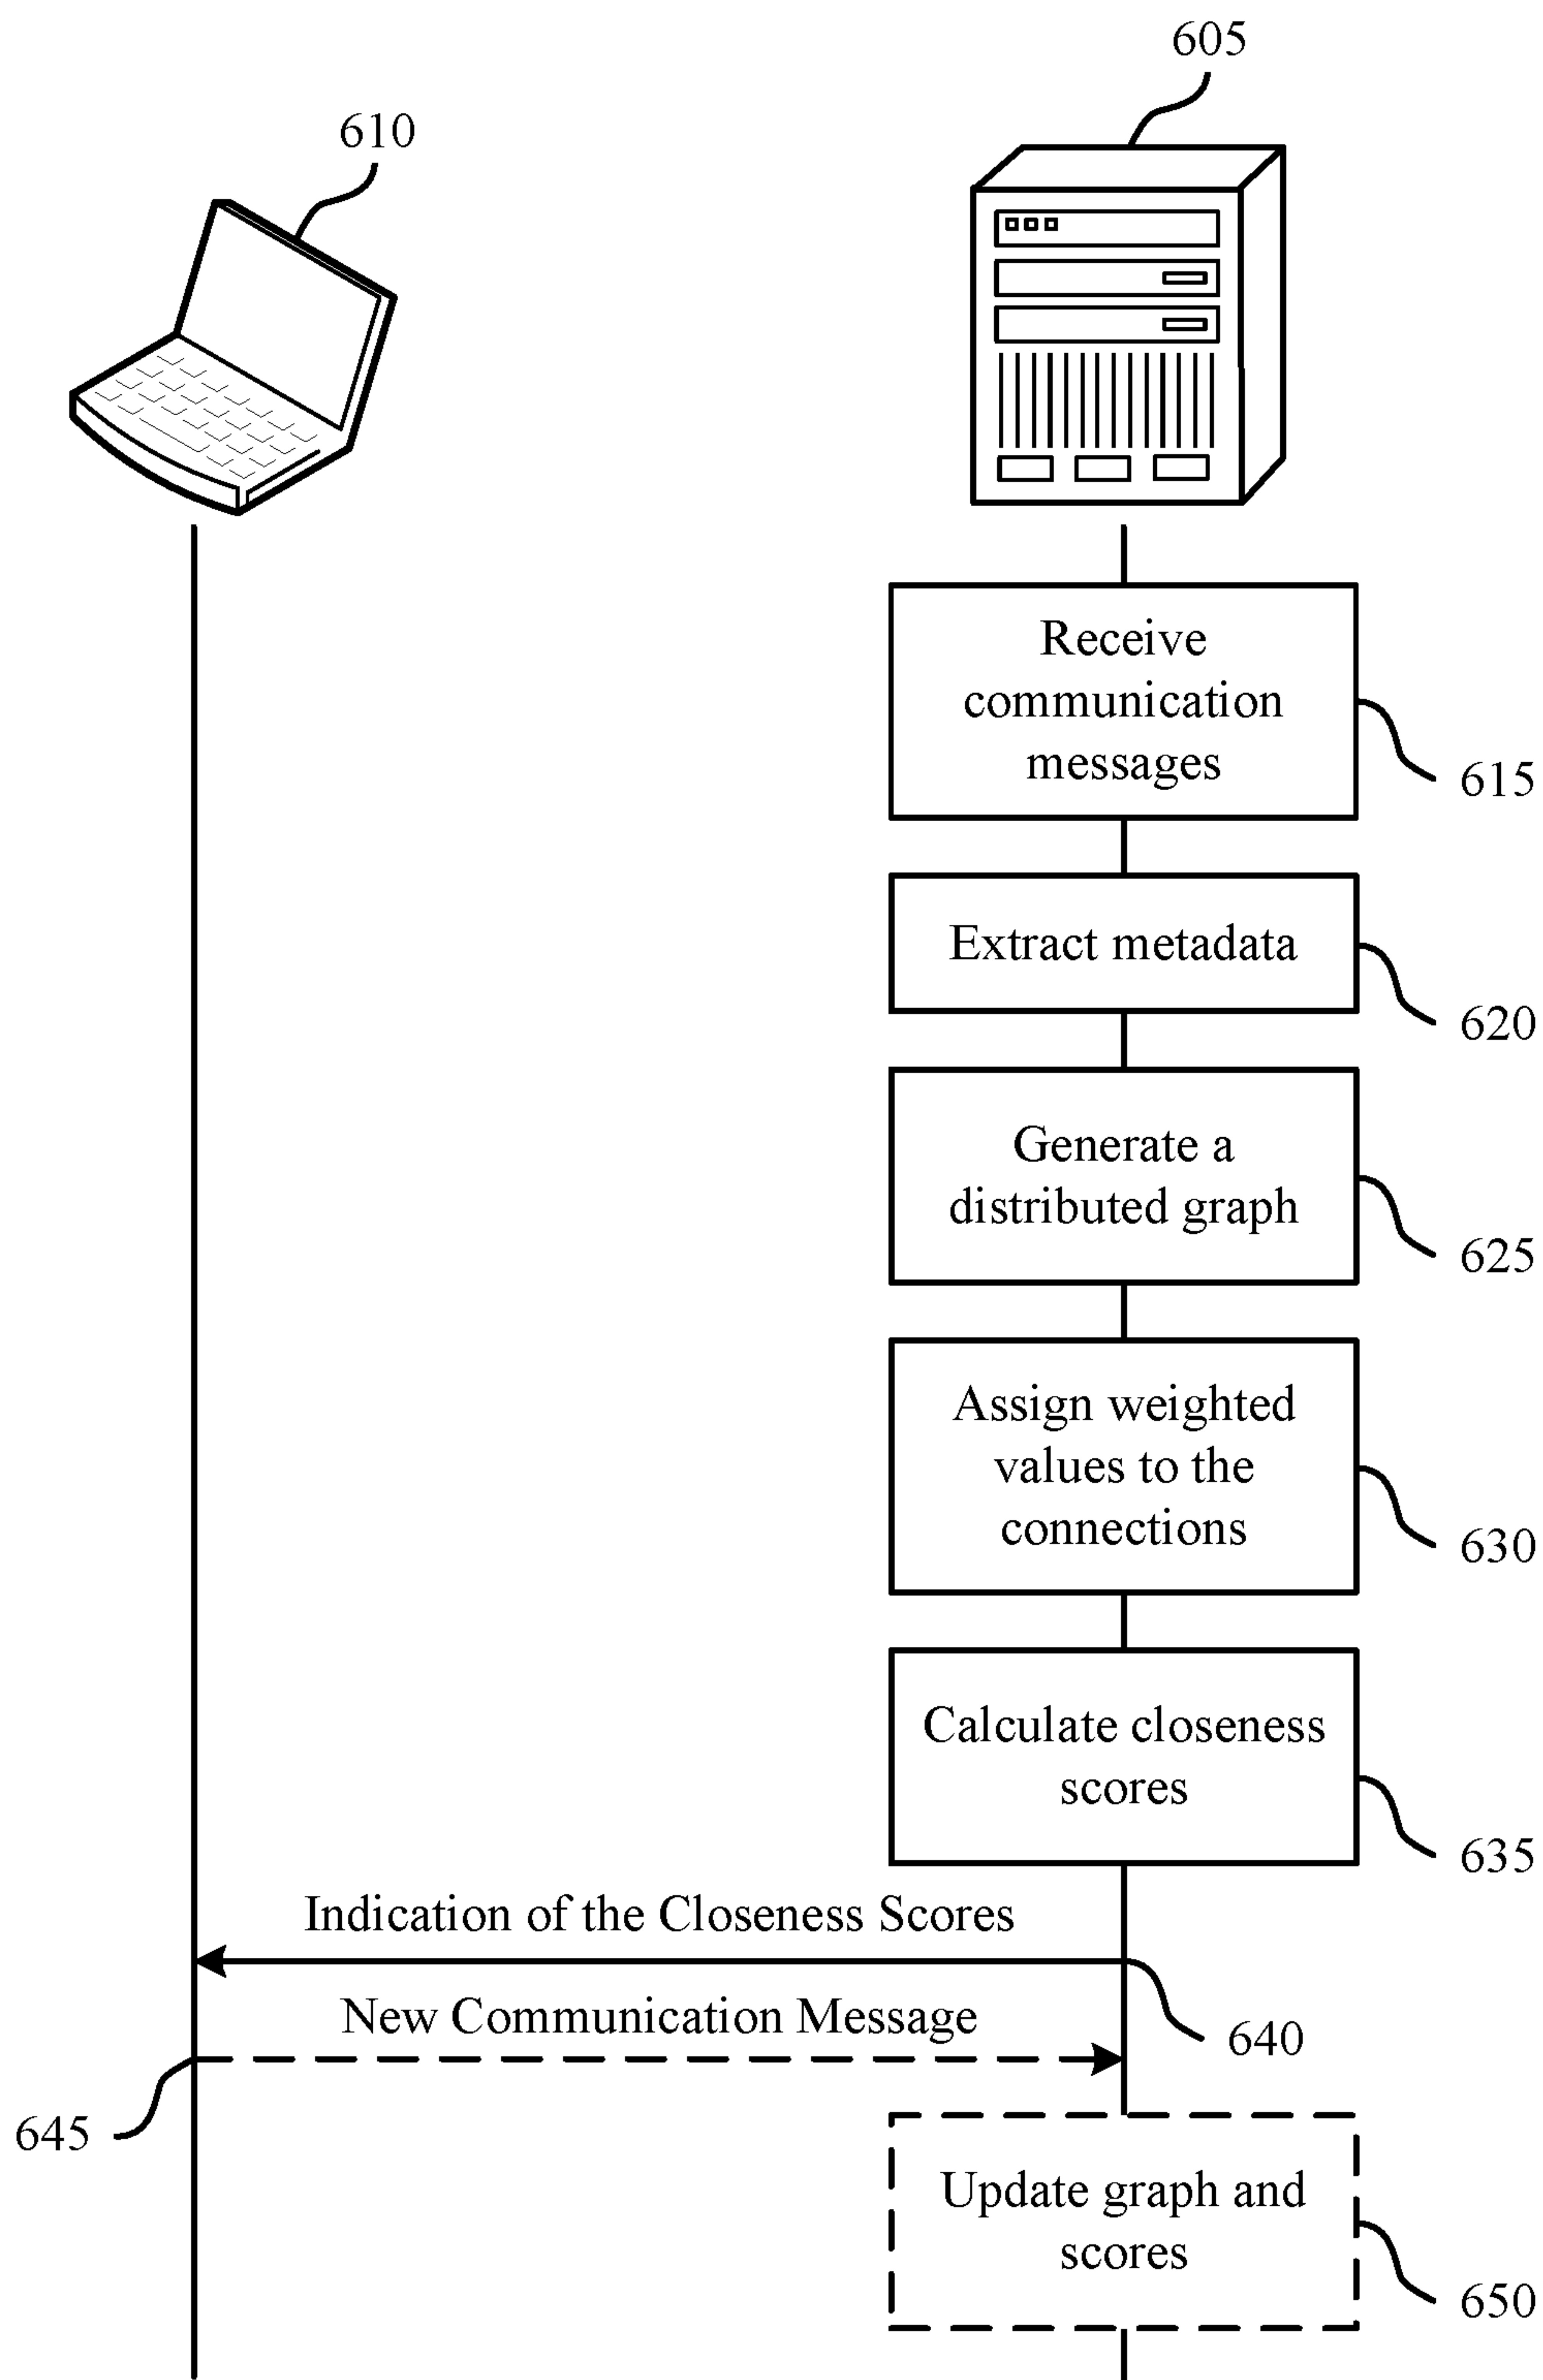 605
610
Receive
communication
messages
615
Extract metadata
620
Generate a
distributed graph
625
Assign weighted
values to the
connections
630
Calculate closeness
scores
635
Indication of the Closeness Scores
640
New Communication Message
645
Update graph and
scores
650